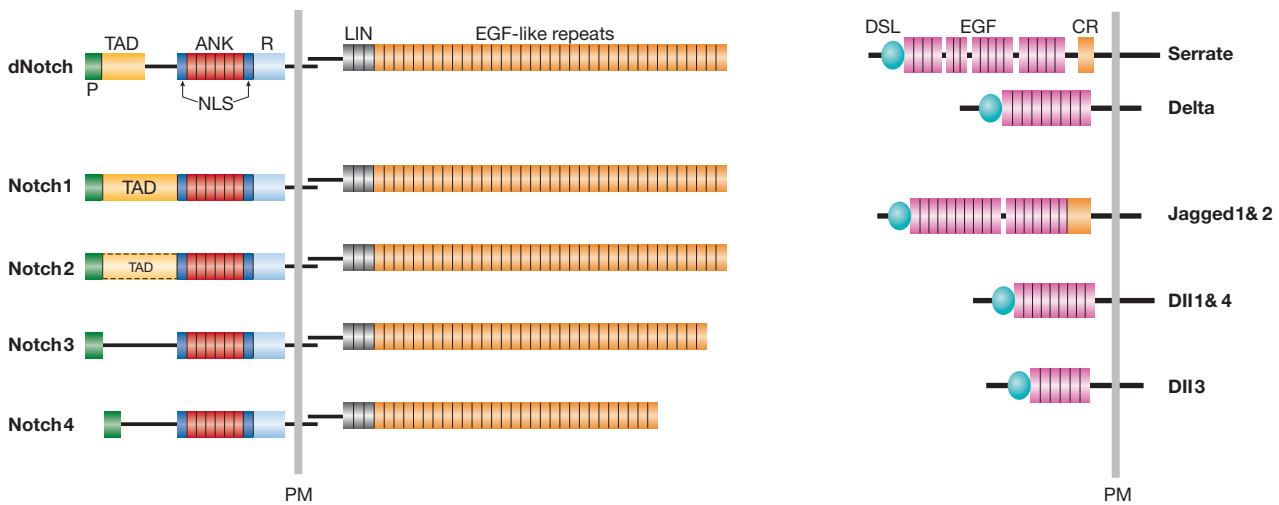 TAD ANK R LIN EGF-like repeats
dNotch
P
NLS
Notch1 TAD
Notch2 TAD
Notch3
Notch4
PM
DSL EGF CR
Serrate
Delta
Jagged1& 2
Dll1& 4
Dll3
PM